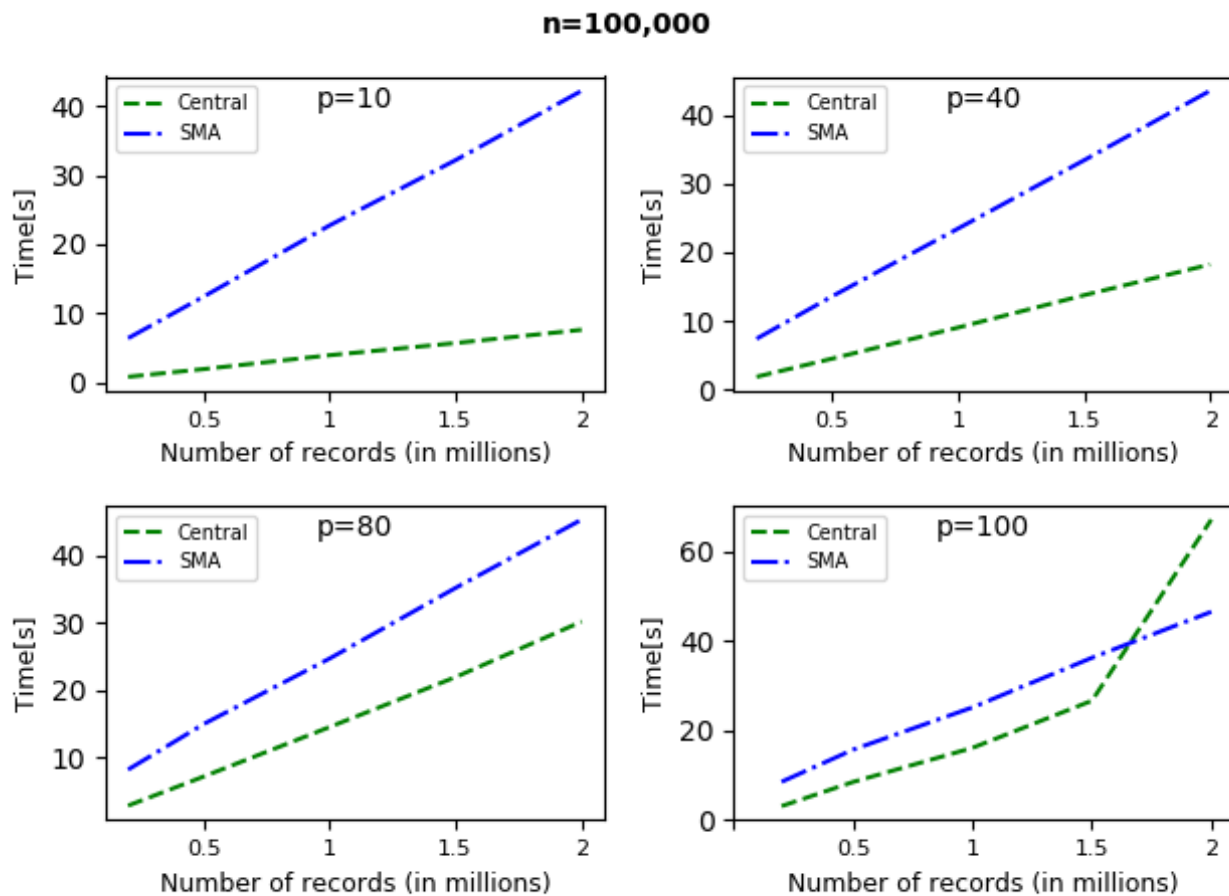 n=100,000
p=10
Central
SMA
Time[s]
40
30
20
10
0
0.5 1 1.5 2
Number of records (in millions)
p=40
Central
SMA
Time[s]
40
30
20
10
0
0.5 1 1.5 2
Number of records (in millions)
p=80
Central
SMA
Time[s]
40
30
20
10
0.5 1 1.5 2
Number of records (in millions)
p=100
Central
SMA
Time[s]
60
40
20
0
0.5 1 1.5 2
Number of records (in millions)